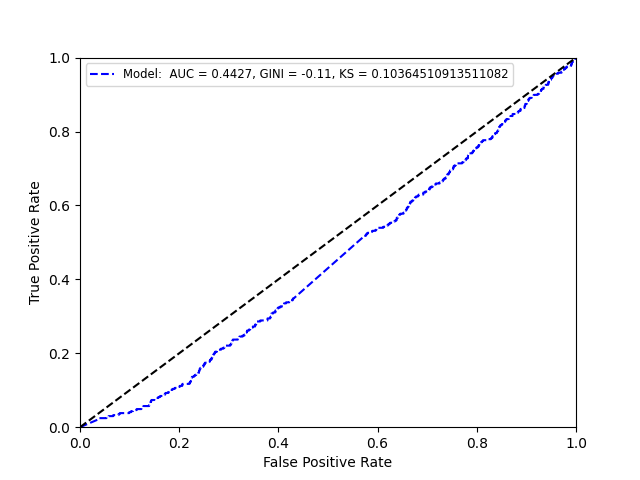 Model:  AUC = 0.4427, GINI = -0.11, KS = 0.10364510913511082
True Positive Rate
1.0
0.8
0.6
0.4
0.2
0.0
0.0 0.2 0.4 0.6 0.8 1.0
False Positive Rate